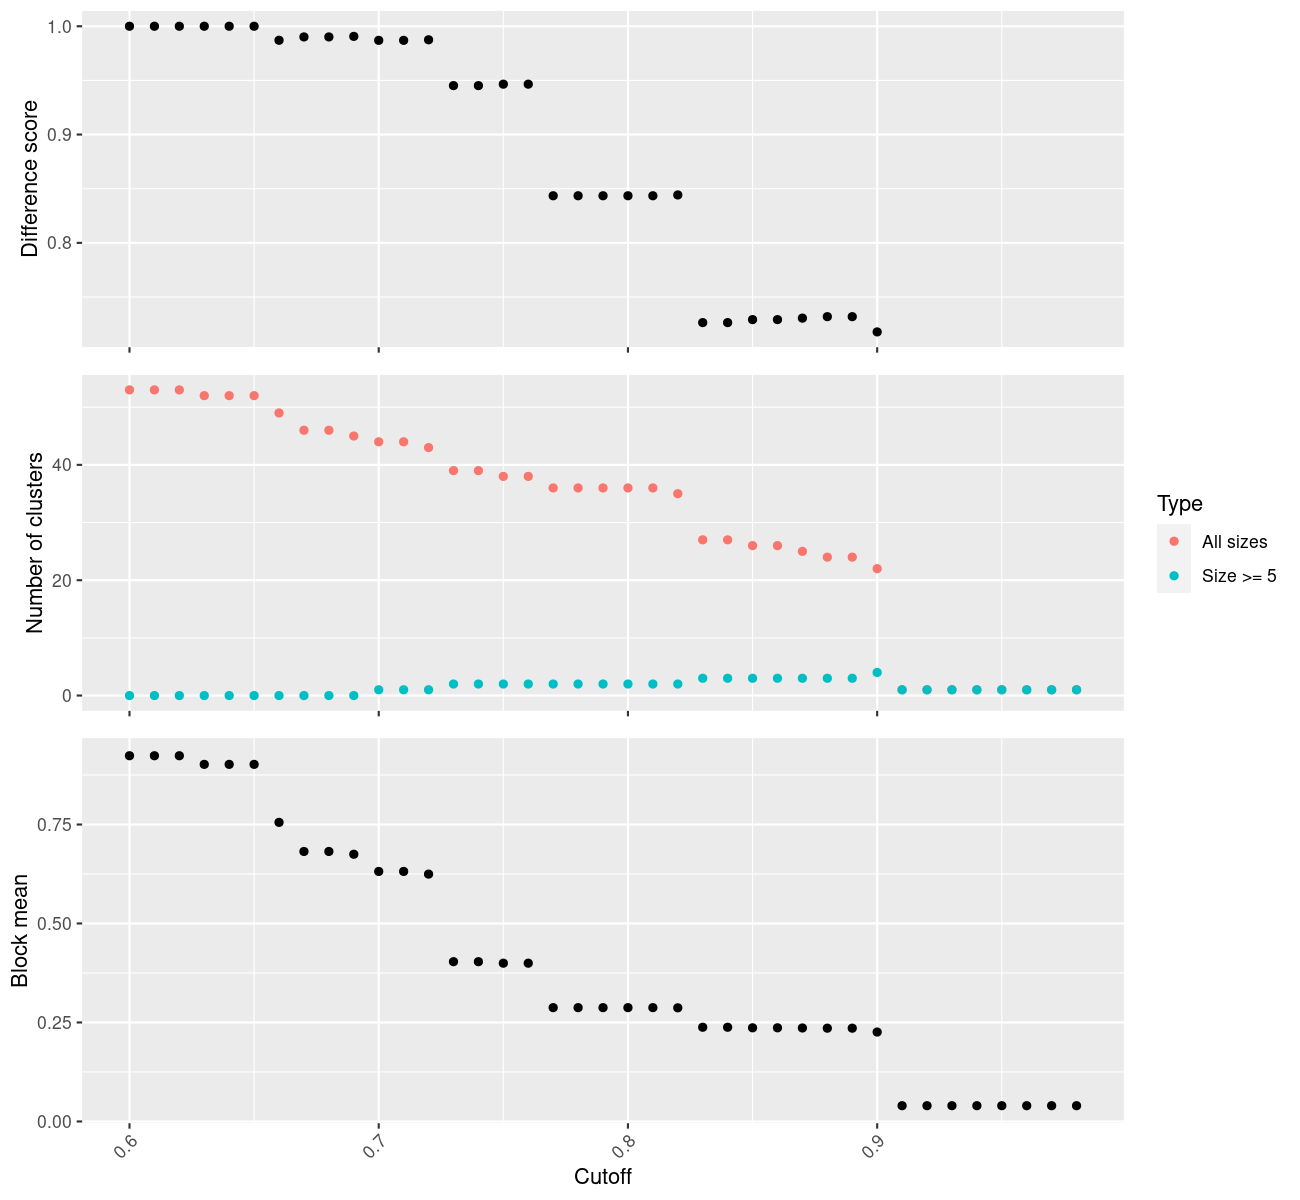 Difference score
1.0
0.9
0.8
Number of clusters
40
20
0
Type
All sizes
Size >= 5
Block mean
0.75
0.50
0.25
0.00
0.6
0.7
0.8
0.9
Cutoff